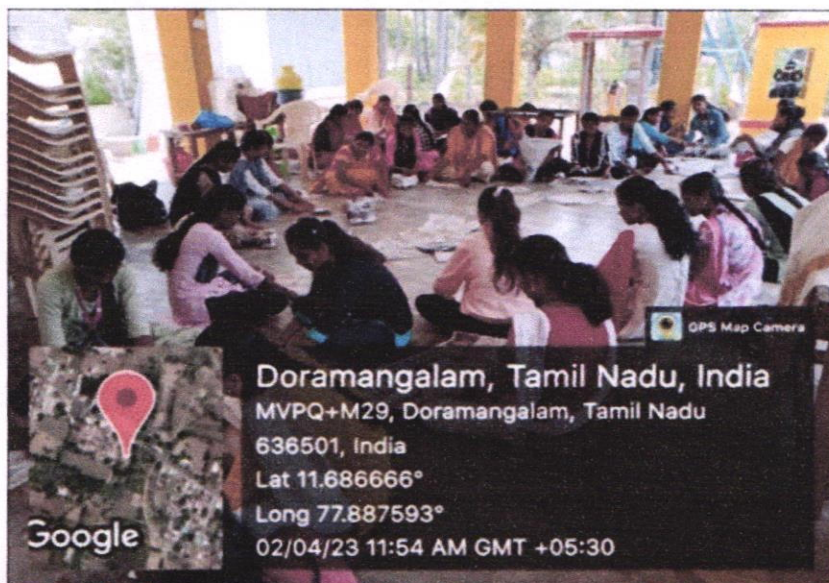 GPS Map Camera
Doramangalam, Tamil Nadu, India
MVPQ+M29, Doramangalam, Tamil Nadu
636501, India
Lat 11.686666°
Long 77.887593°
02/04/23 11:54 AM GMT +05:30
Google